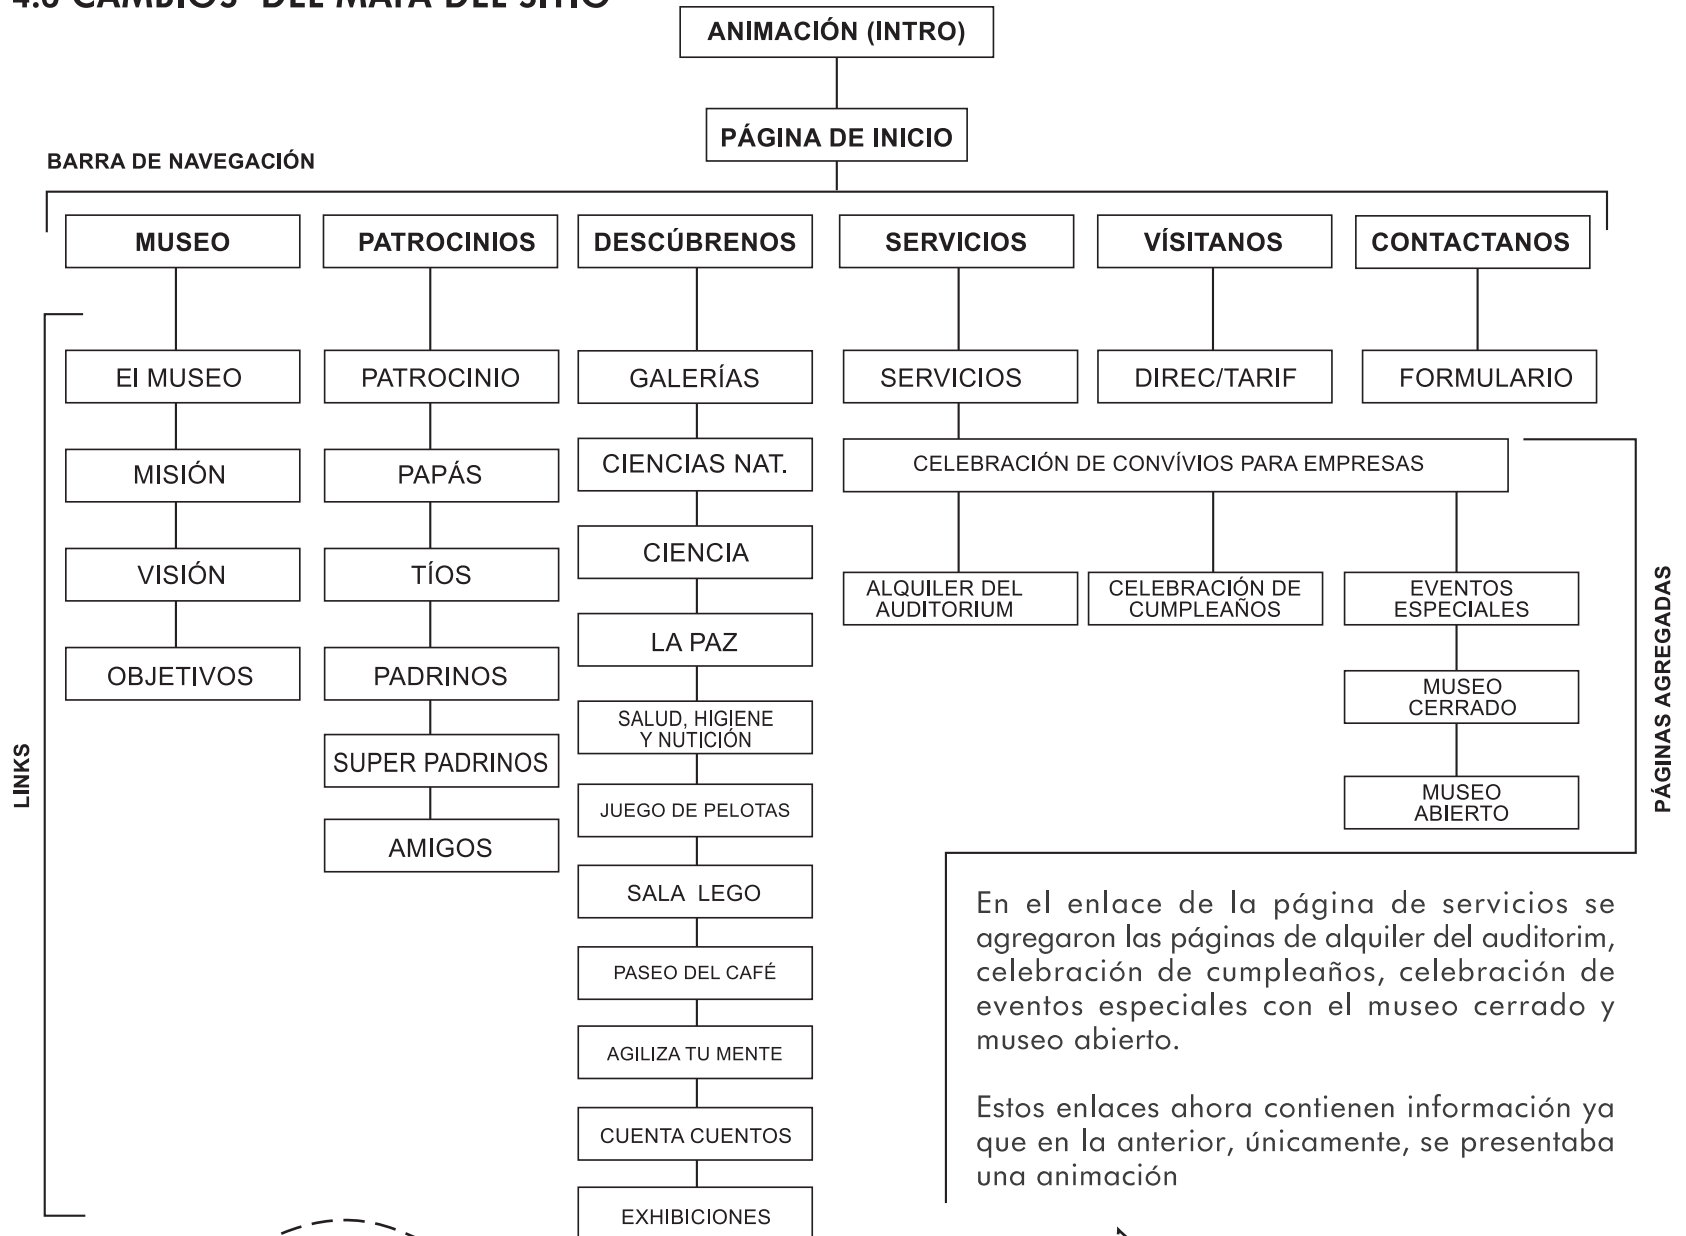 4.6 CAMBIOS DEL MAPA DEL SITIO
ANIMACIÓN (INTRO)
PÁGINA DE INICIO
BARRA DE NAVEGACIÓN
MUSEO
PATROCINIOS
DESCÚBRENOS
SERVICIOS
VÍSITANOS
CONTACTANOS
LINKS
El MUSEO
MISIÓN
VISIÓN
OBJETIVOS
PATROCINIO
PAPÁS
TÍOS
PADRINOS
SUPER PADRINOS
AMIGOS
GALERÍAS
CIENCIAS NAT.
CIENCIA
LA PAZ
SALUD, HIGIENE
Y NUTICIÓN
JUEGO DE PELOTAS
SALA LEGO
PASEO DEL CAFÉ
AGILIZA TU MENTE
CUENTA CUENTOS
EXHIBICIONES
SERVICIOS
CELEBRACIÓN DE CONVÍVIOS PARA EMPRESAS
ALQUILER DEL
AUDITORIUM
CELEBRACIÓN DE
CUMPLEAÑOS
EVENTOS
ESPECIALES
MUSEO
CERRADO
MUSEO
ABIERTO
DIREC/TARIF
FORMULARIO
PÁGINAS AGREGADAS
En el enlace de la página de servicios se
agregaron las páginas de alquiler del auditorim,
celebración de cumpleaños, celebración de
eventos especiales con el museo cerrado y
museo abierto.
Estos enlaces ahora contienen información ya
que en la anterior, únicamente, se presentaba
una animación